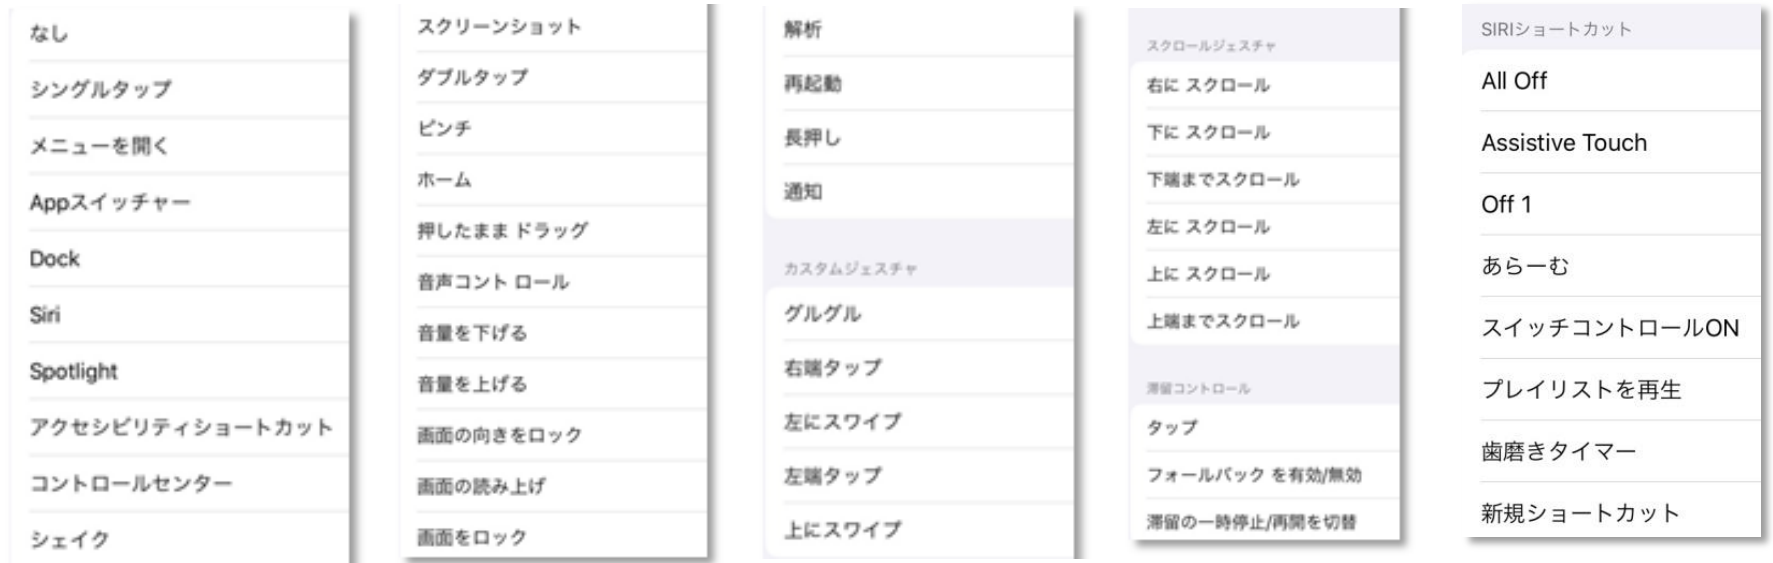 なし
シングルタップ
メニューを開く
Appスイッチャー
Dock
Siri
Spotlight
アクセシビリティショートカット
コントロールセンター
シェイク
スクリーンショット
ダブルタップ
ピンチ
ホーム
押したまま ドラッグ
音声コント ロール
音量を下げる
音量を上げる
画面の向きをロック
画面の読み上げ
画面をロック
解析
再起動
長押し
通知
カスタムジェスチャ
グルグル
右端タップ
左にスワイプ
左端タップ
上にスワイプ
スクロールジェスチャ
右に スクロール
下に スクロール
下端までスクロール
左に スクロール
上に スクロール
上端までスクロール
滞留コントロール
タップ
フォールバック を有効/無効
滞留の一時停止/再開を切替
SIRIショートカット
All Off
Assistive Touch
Off 1
あらーむ
スイッチコントロールON
プレイリストを再生
歯磨きタイマー
新規ショートカット